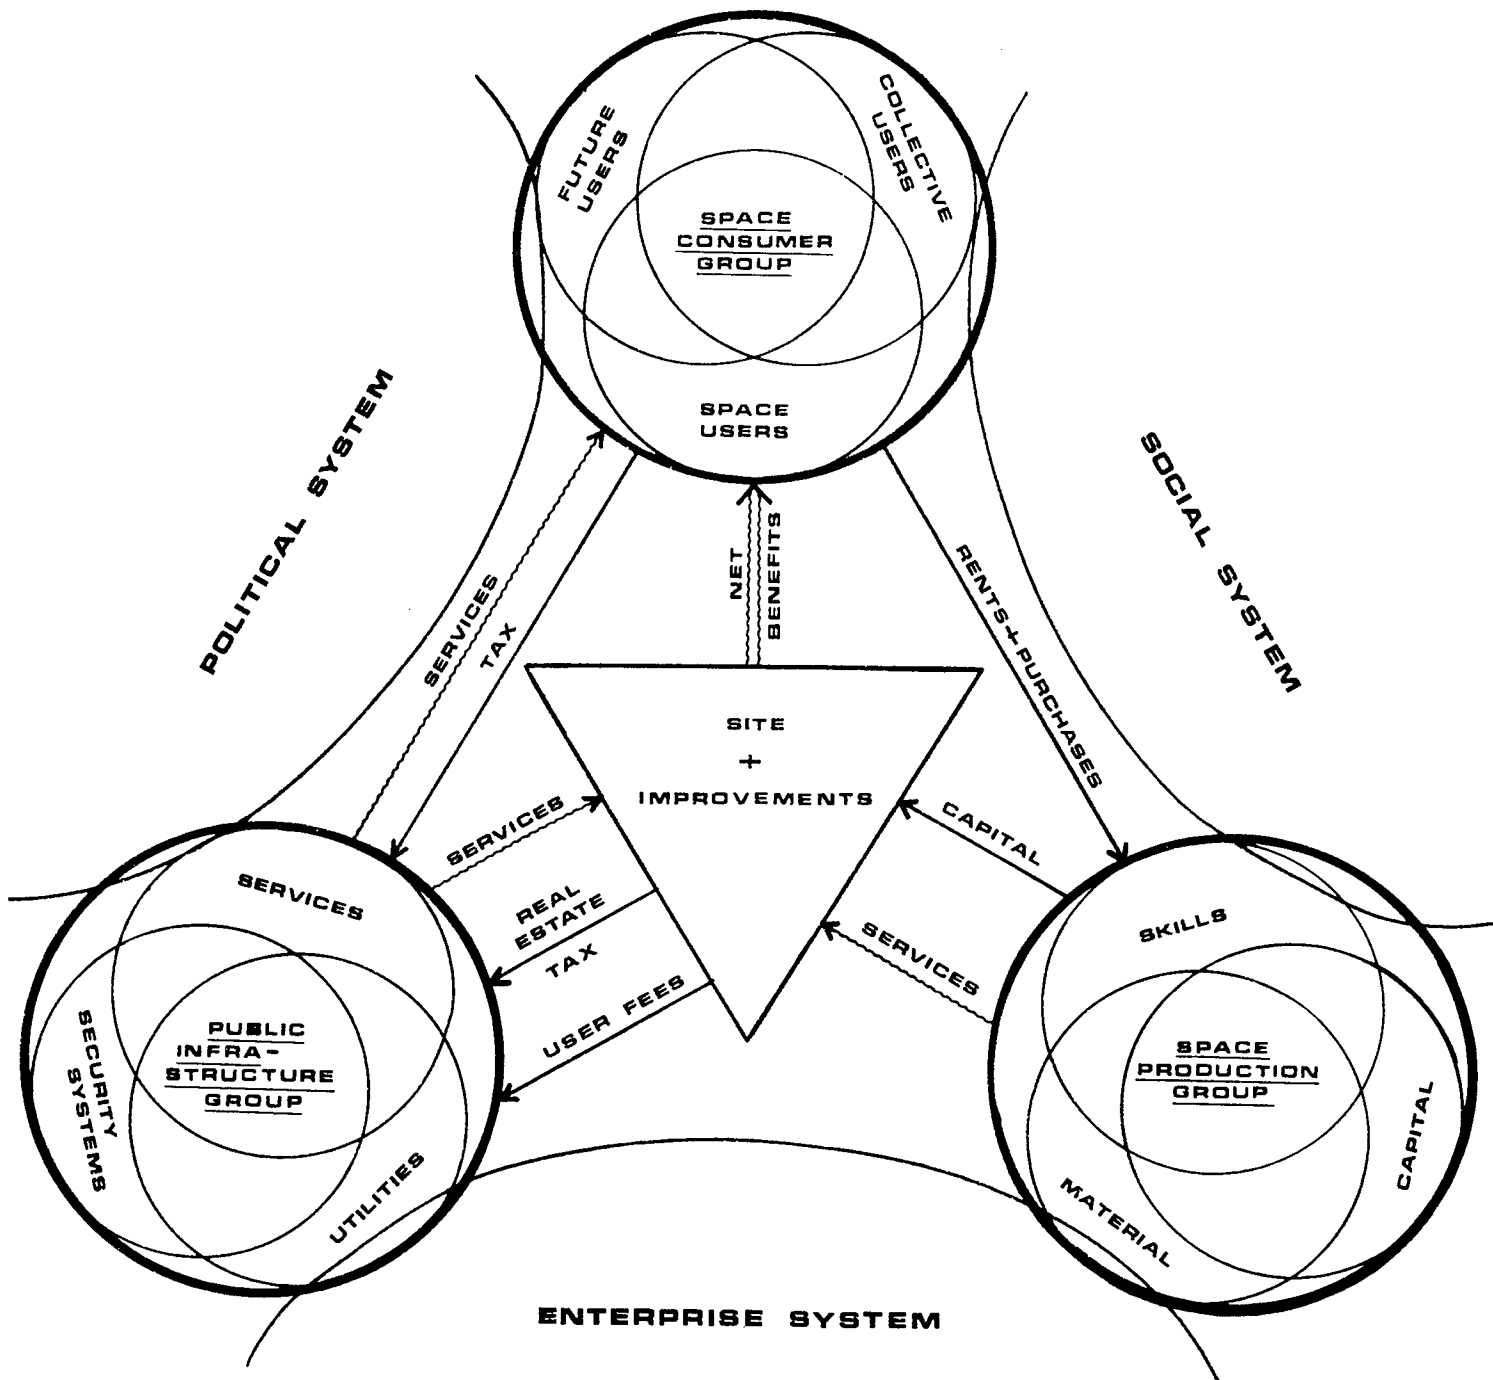 FUTURE
USERS
COLLECTIVE
USERS
SPACE
CONSUMER
GROUP
SPACE
USERS
POLITICAL SYSTEM
SOCIAL SYSTEM
SERVICES
TAX
NET
BENEFITS
RENTS+PURCHASES
SITE
+
IMPROVEMENTS
SERVICES
REAL
ESTATE
TAX
USER FEES
CAPITAL
SERVICES
SERVICES
SECURITY
SYSTEMS
PUBLIC
INFRA-
STRUCTURE
GROUP
UTILITIES
SKILLS
SPACE
PRODUCTION
GROUP
CAPITAL
MATERIAL
ENTERPRISE SYSTEM